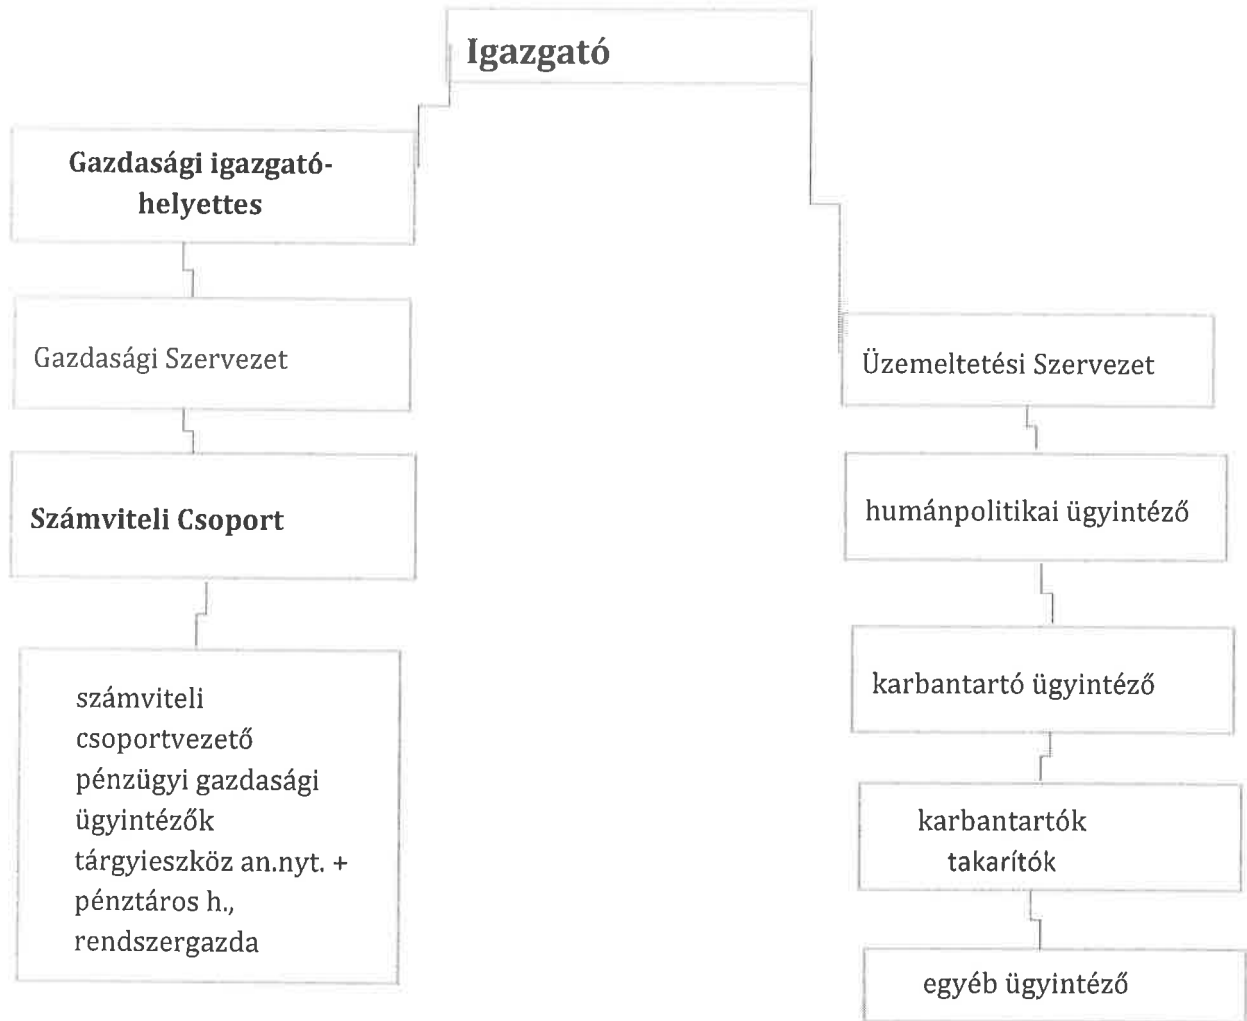 Igazgató
Gazdasági igazgató-
helyettes
Gazdasági Szervezet
Számviteli Csoport
számviteli
csoportvezető
pénzügyi gazdasági
ügyintézők
tárgyieszköz an.nyt. +
pénztáros h.,
rendszergazda
Üzemeltetési Szervezet
humánpolitikai ügyintéző
karbantartó ügyintéző
karbantartók
takarítók
egyéb ügyintéző